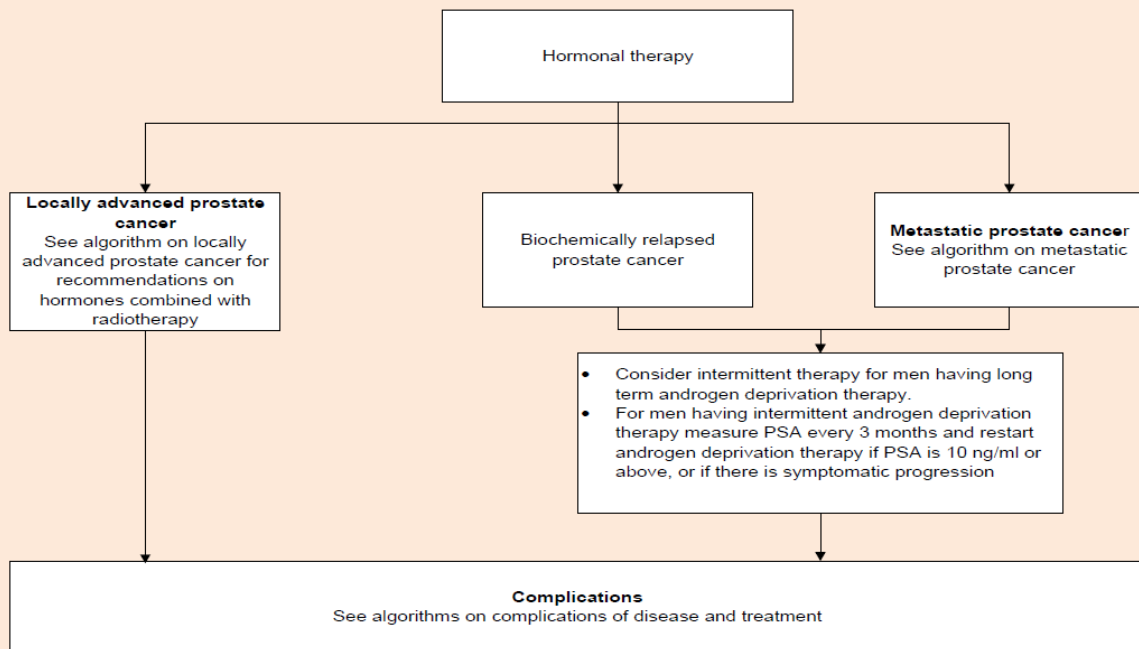 Hormonal therapy
Locally advanced prostate
cancer
See algorithm on locally
advanced prostate cancer for
recommendations on
hormones combined with
radiotherapy
Biochemically relapsed
prostate cancer
Metastatic prostate cancer
See algorithm on metastatic
prostate cancer
• Consider intermittent therapy for men having long
term androgen deprivation therapy.
• For men having intermittent androgen deprivation
therapy measure PSA every 3 months and restart
androgen deprivation therapy if PSA is 10 ng/ml or
above, or if there is symptomatic progression
Complications
See algorithms on complications of disease and treatment